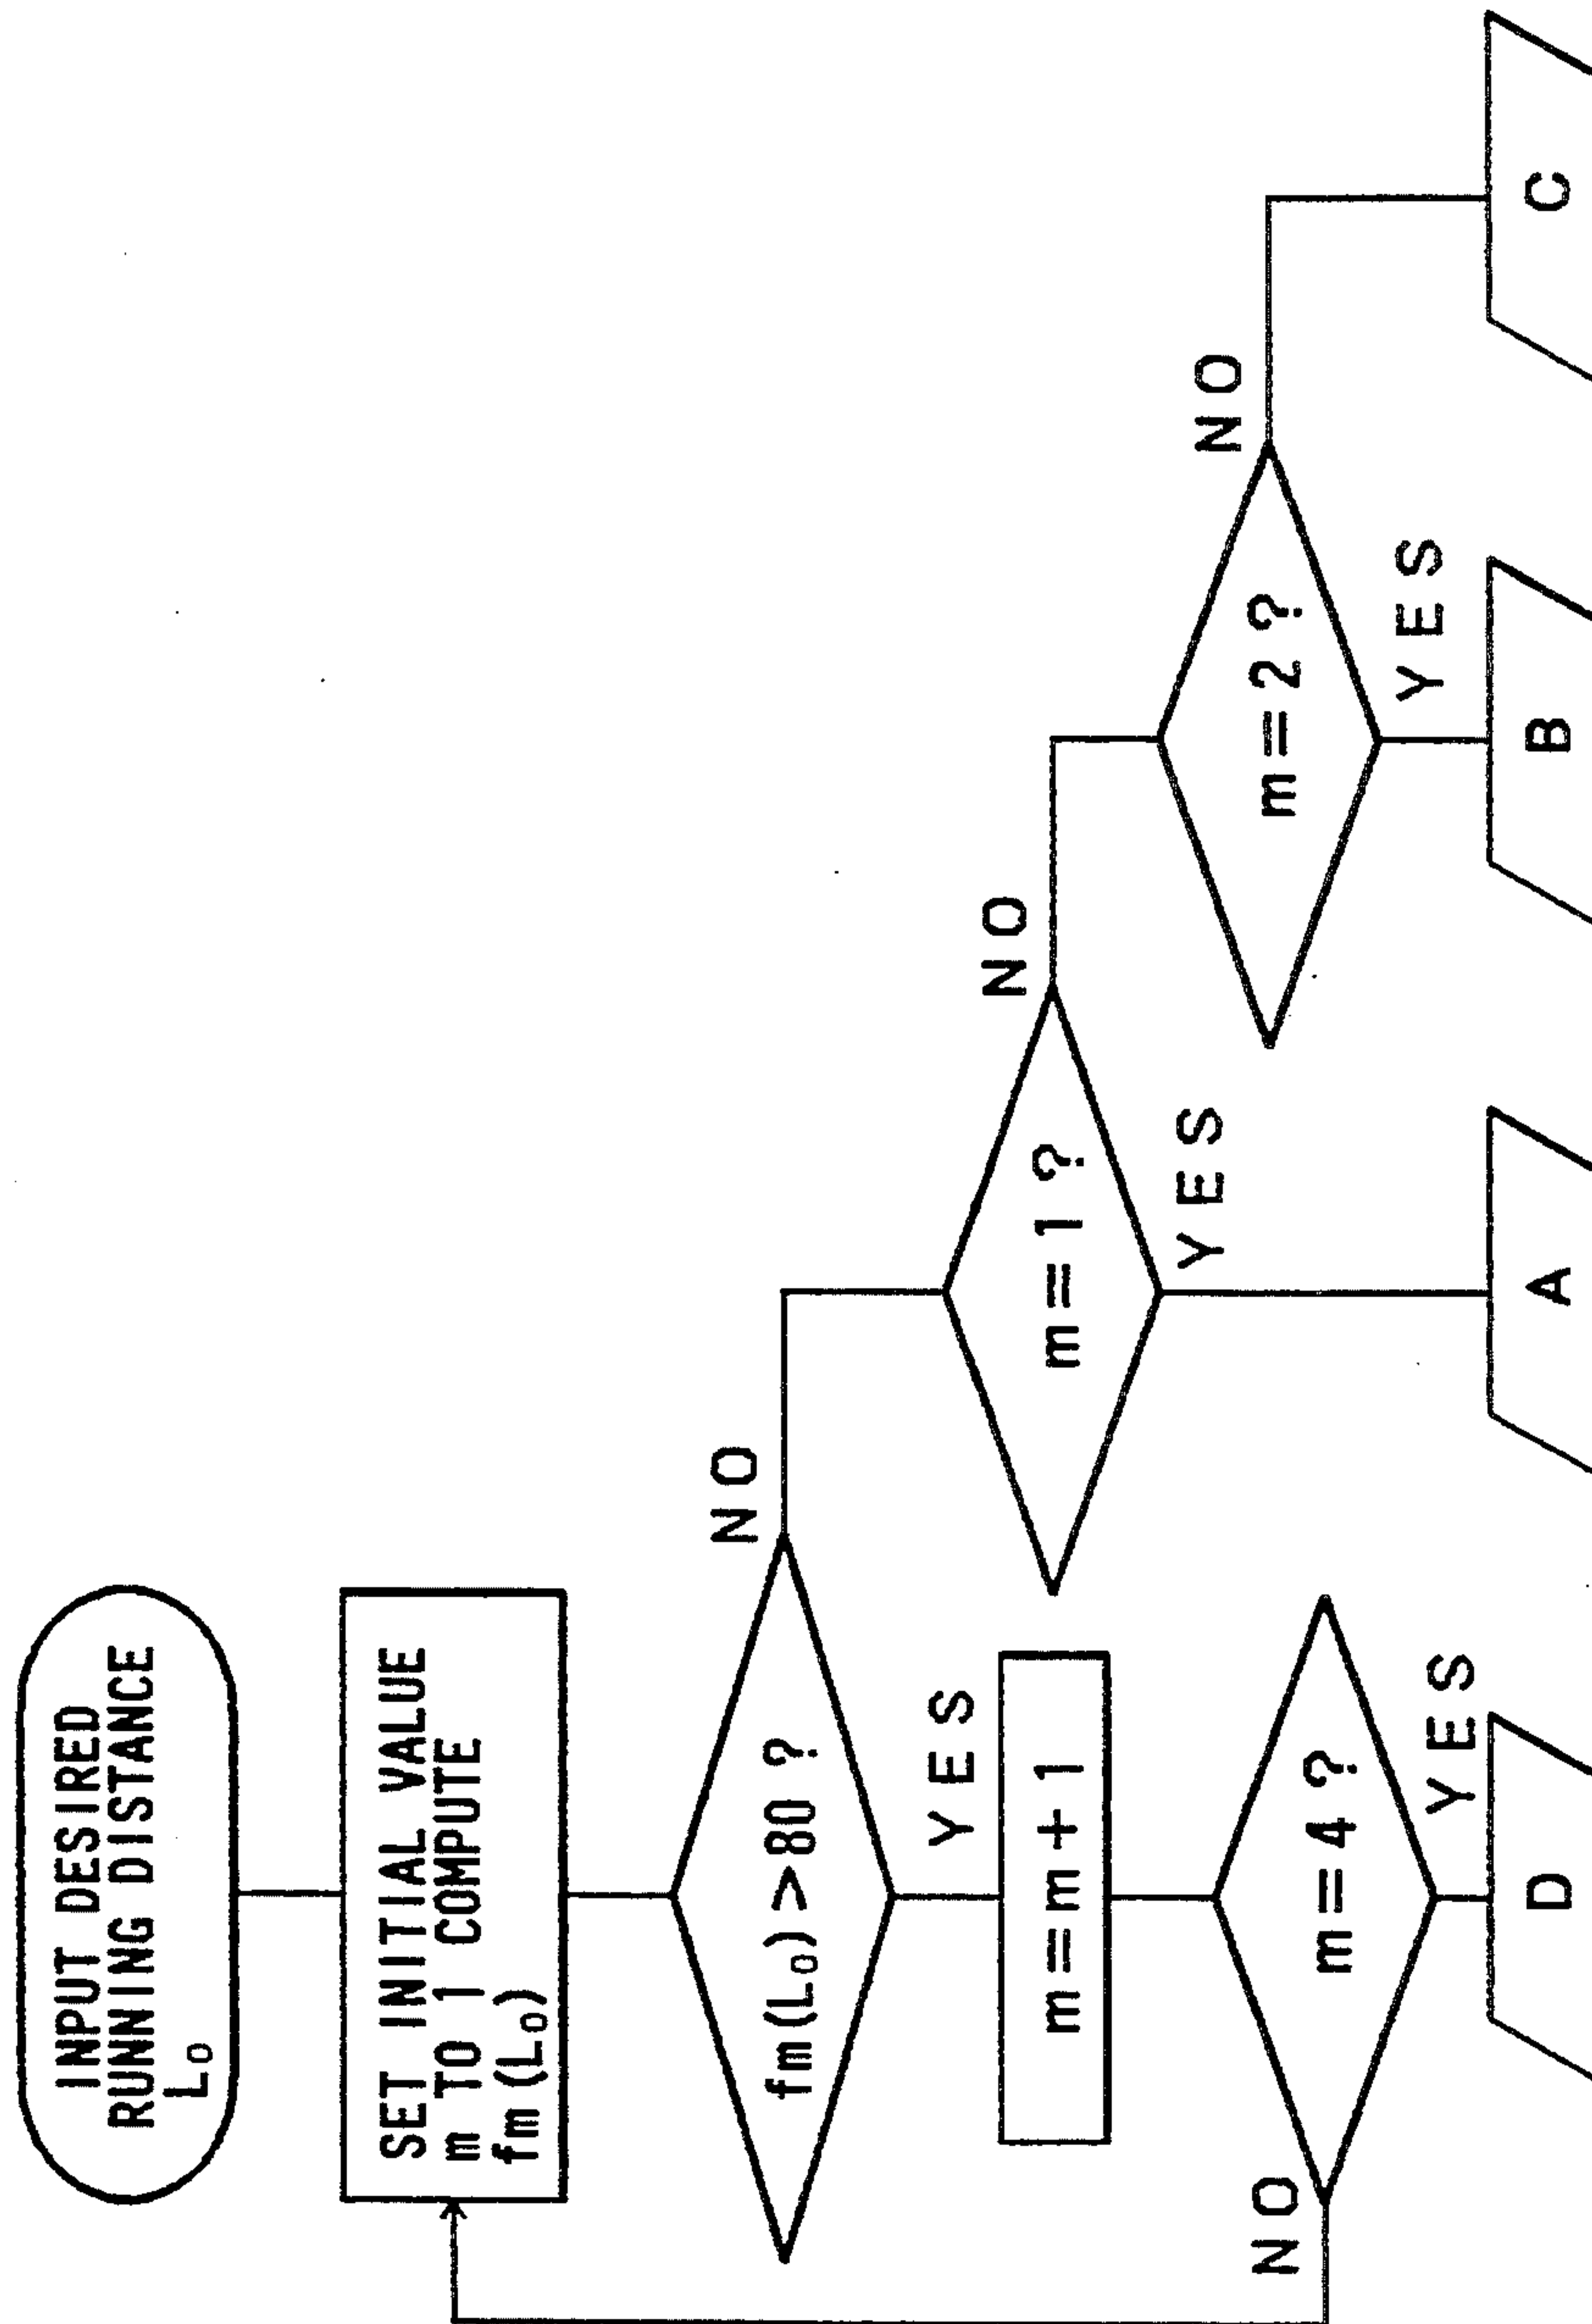 INPUT DESIRED
RUNNING DISTANCE
L₀
SET INITIAL VALUE
m TO 1 COMPUTE
fm(L₀)
fm(L₀)>80?
NO
YES
m=m+1
m=4?
NO
YES
D
m=1?
NO
YES
A
m=2?
NO
YES
B
C